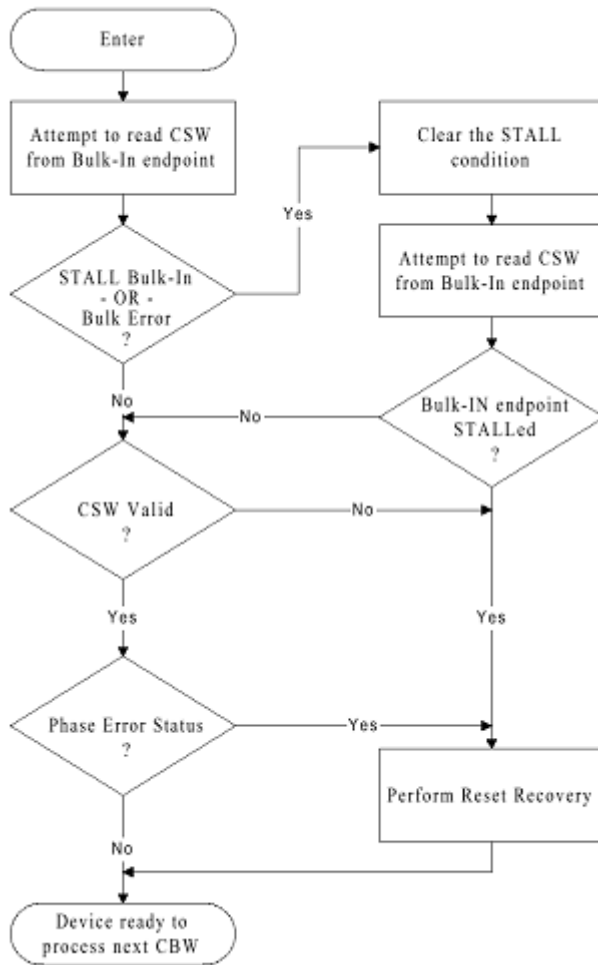 Enter
Attempt to read CSW
from Bulk-In endpoint
Clear the STALL
condition
Yes
STALL Bulk-In
- OR -
Bulk Error
?
Attempt to read CSW
from Bulk-In endpoint
No
No
Bulk-IN endpoint
STALLed
?
CSW Valid
?
No
Yes
Yes
Phase Error Status
?
Yes
Perform Reset Recovery
No
Device ready to
process next CBW